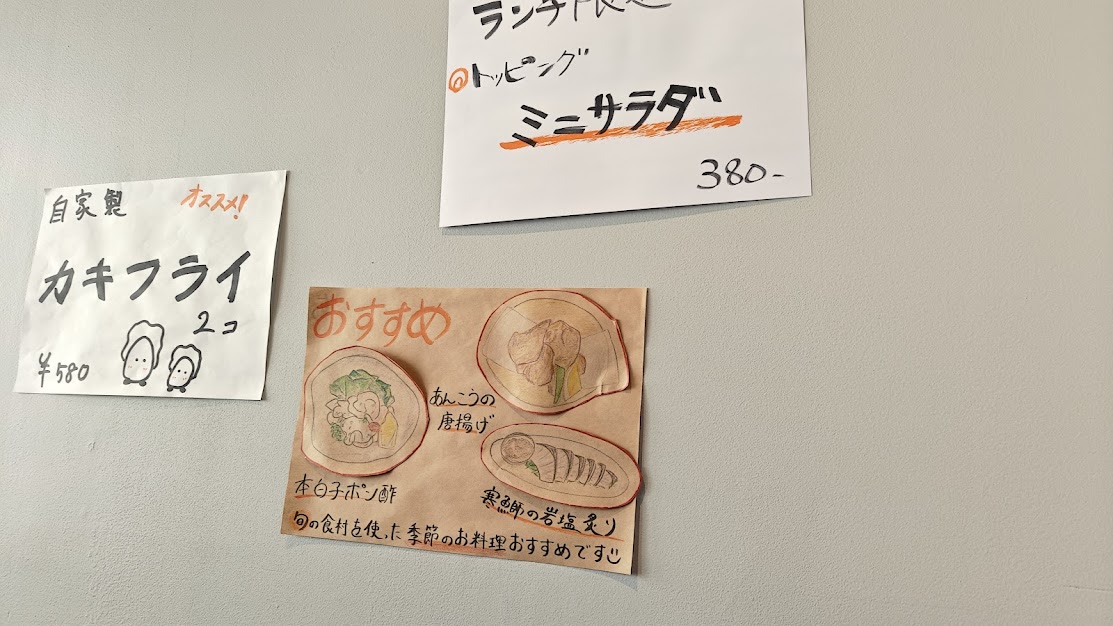 ランチ限定
トッピング
ミニサラダ
380-
自家製
オススメ!
カキフライ
2コ
¥580
おすすめ
あんこうの
唐揚げ
本白子ポン酢
寒鰤の岩塩炙り
旬の食材を使った季節のお料理おすすめです